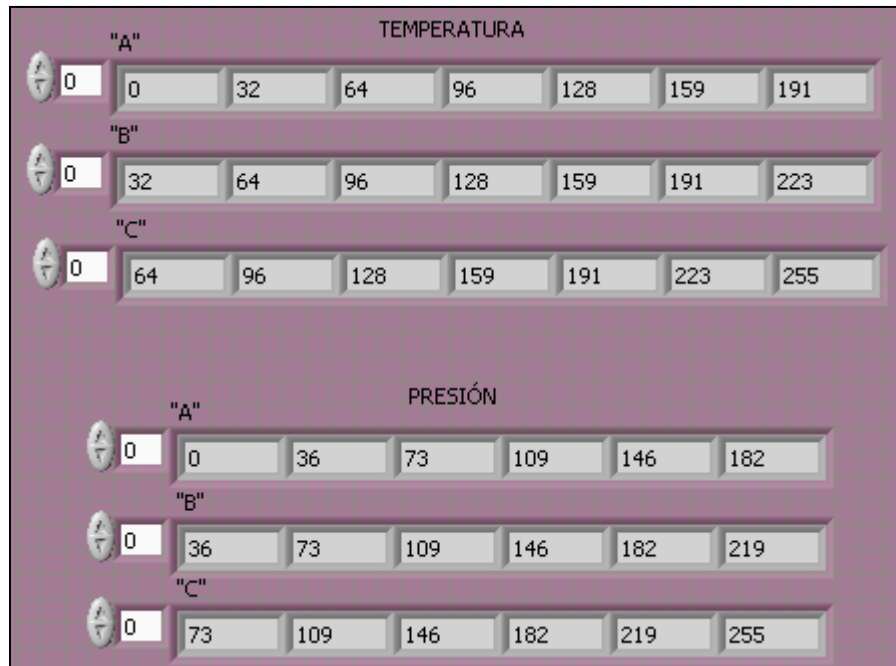 TEMPERATURA
"A"
0 0 32 64 96 128 159 191
"B"
0 32 64 96 128 159 191 223
"C"
0 64 96 128 159 191 223 255
PRESIÓN
"A"
0 0 36 73 109 146 182
"B"
0 36 73 109 146 182 219
"C"
0 73 109 146 182 219 255